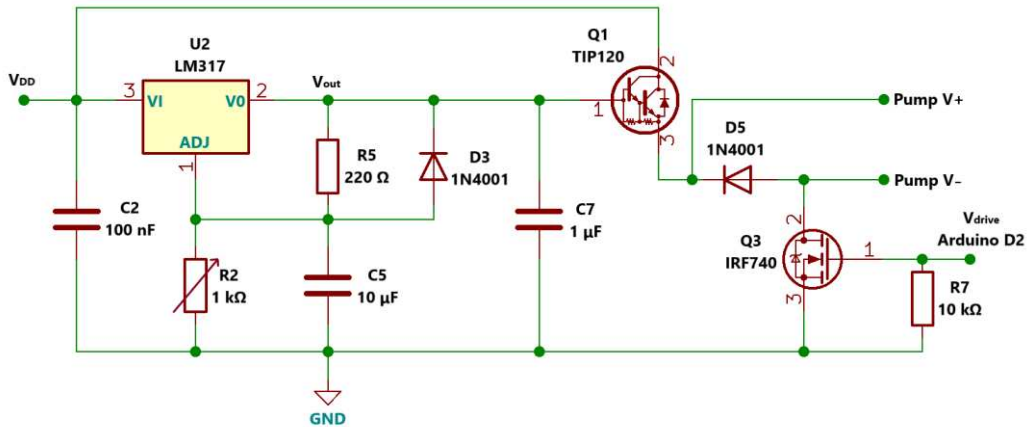 U2
LM317
VDD
3
VI
V0
2
ADJ
1
Vout
Q1
TIP120
2
1
3
Pump V+
R5
220 Ω
D3
1N4001
D5
1N4001
Pump V–
C2
100 nF
C7
1 µF
2
Q3
IRF740
1
3
Vdrive
Arduino D2
R2
1 kΩ
C5
10 µF
R7
10 kΩ
GND